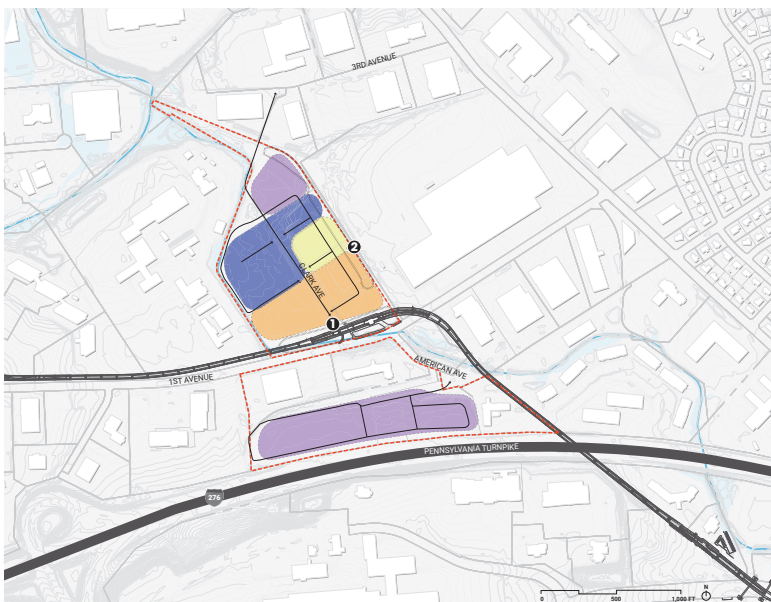 3RD AVENUE
2
CLARK AVE
1
1ST AVENUE
AMERICAN AVE
PENNSYLVANIA TURNPIKE
276
N
0 500 1,000 FT